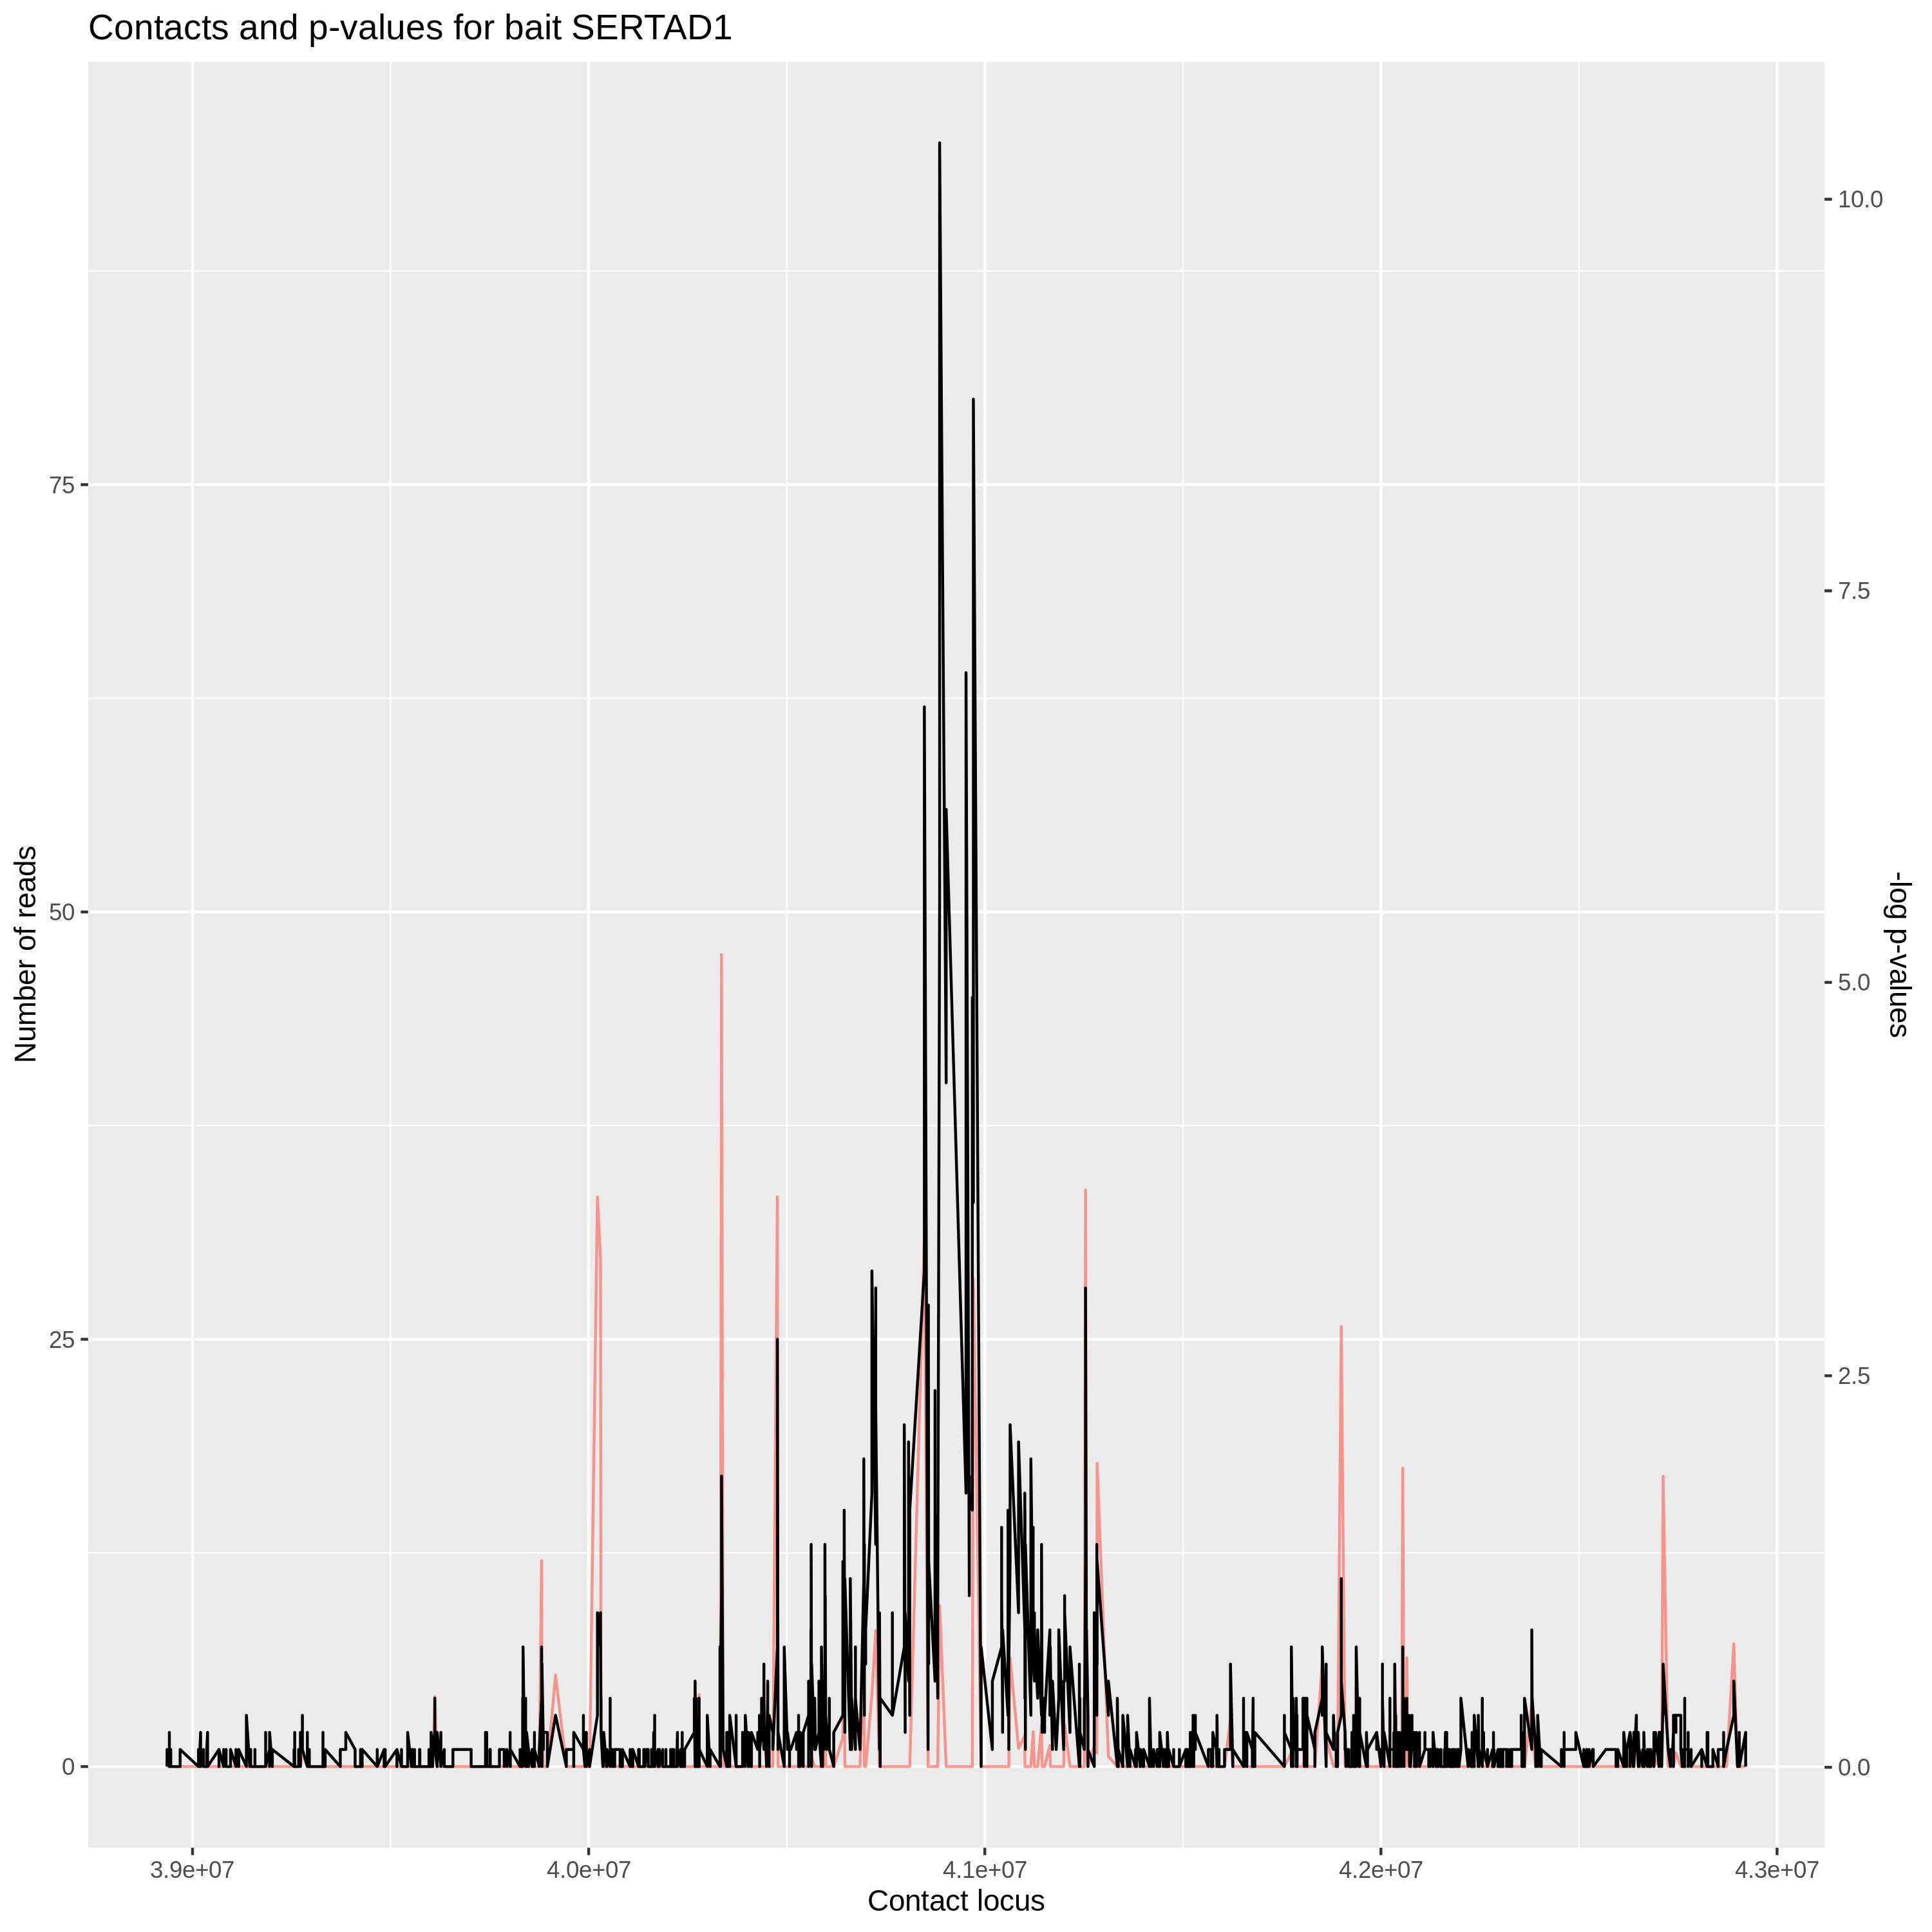 Contacts and p-values for bait SERTAD1
Number of reads
75
50
25
0
10.0
7.5
5.0
2.5
0.0
-log p-values
3.9e+07 4.0e+07 4.1e+07 4.2e+07 4.3e+07
Contact locus